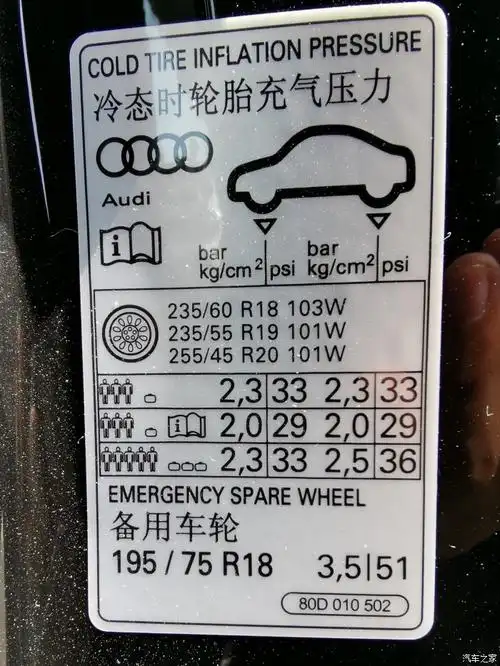 COLD TIRE INFLATION PRESSURE
冷态时轮胎充气压力
Audi
bar psi bar psi
kg/cm² kg/cm²
235/60 R18 103W
235/55 R19 101W
255/45 R20 101W
2,3 33 2,3 33
2,0 29 2,0 29
2,3 33 2,5 36
EMERGENCY SPARE WHEEL
备用车轮
195 / 75 R18 3,5|51
80D 010 502
汽车之家